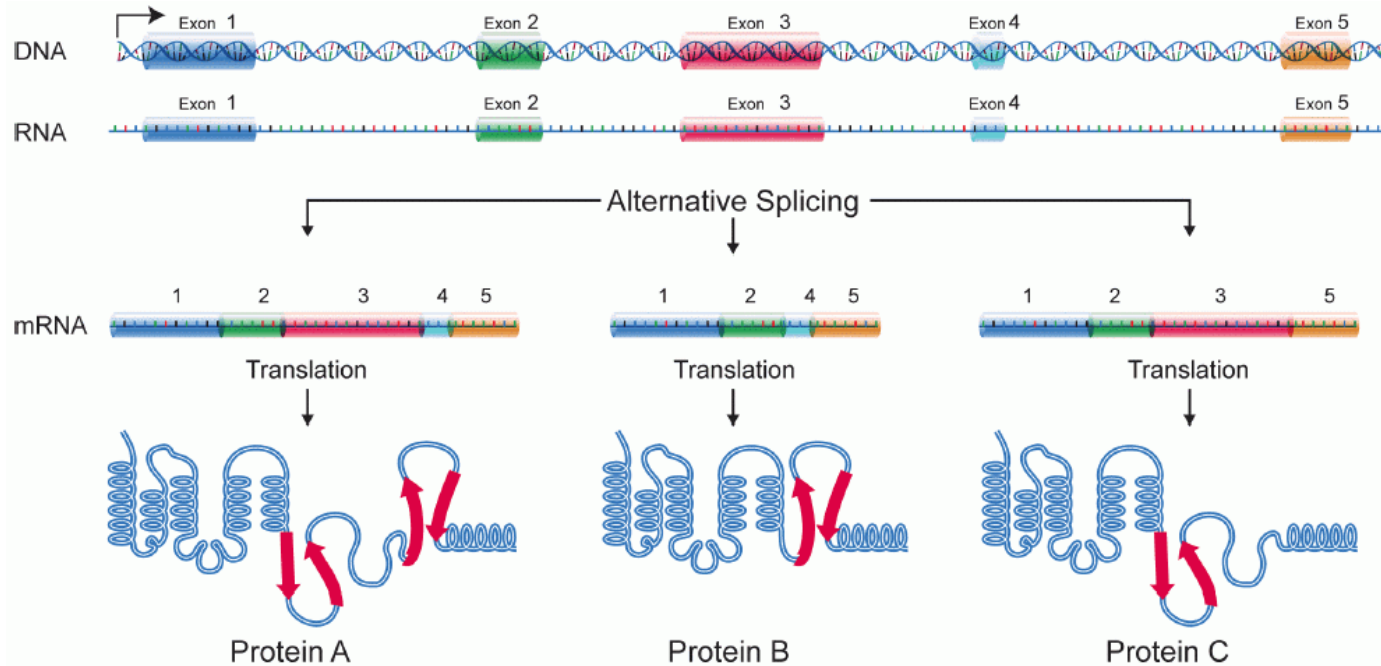 Exon 1 Exon 2 Exon 3 Exon 4 Exon 5
DNA
Exon 1 Exon 2 Exon 3 Exon 4 Exon 5
RNA
Alternative Splicing
1 2 3 4 5 1 2 4 5 1 2 3 5
mRNA
Translation Translation Translation
Protein A Protein B Protein C